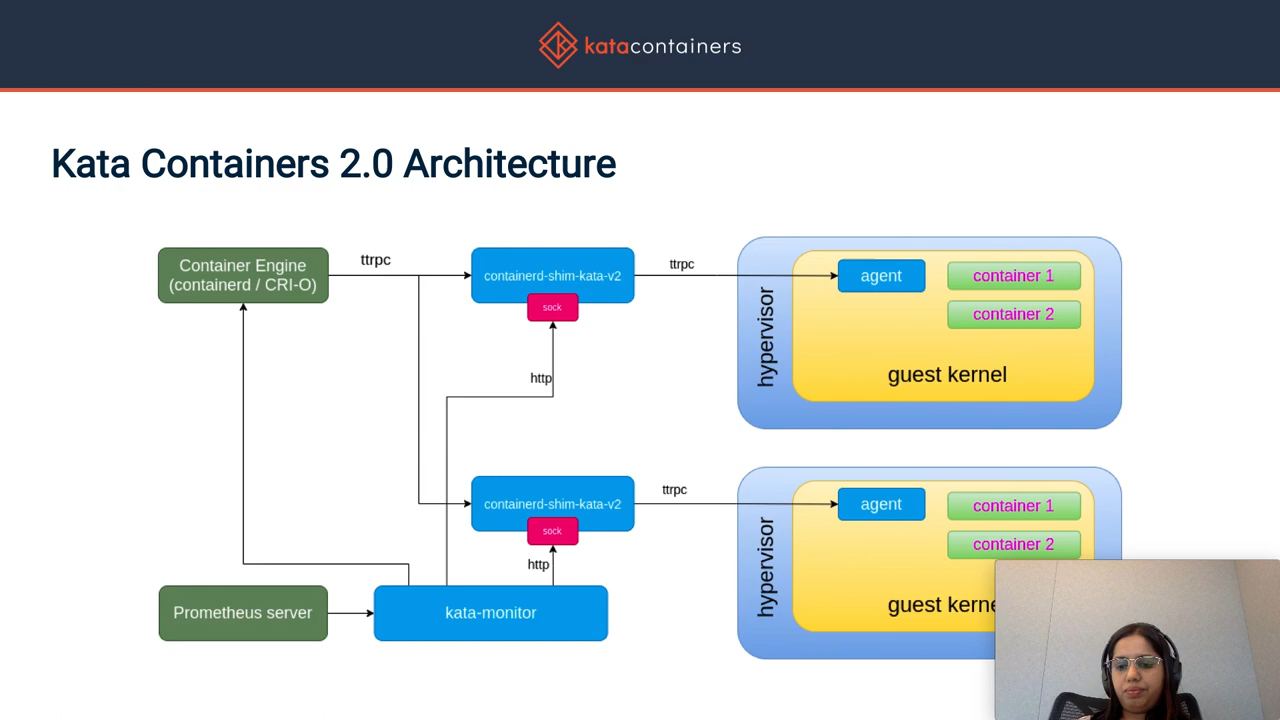 katacontainers
Kata Containers 2.0 Architecture
Container Engine
(containerd / CRI-O)
ttrpc
containerd-shim-kata-v2
sock
ttrpc
hypervisor
agent
container 1
container 2
guest kernel
http
containerd-shim-kata-v2
sock
ttrpc
hypervisor
agent
container 1
container 2
guest kerne
http
Prometheus server
kata-monitor